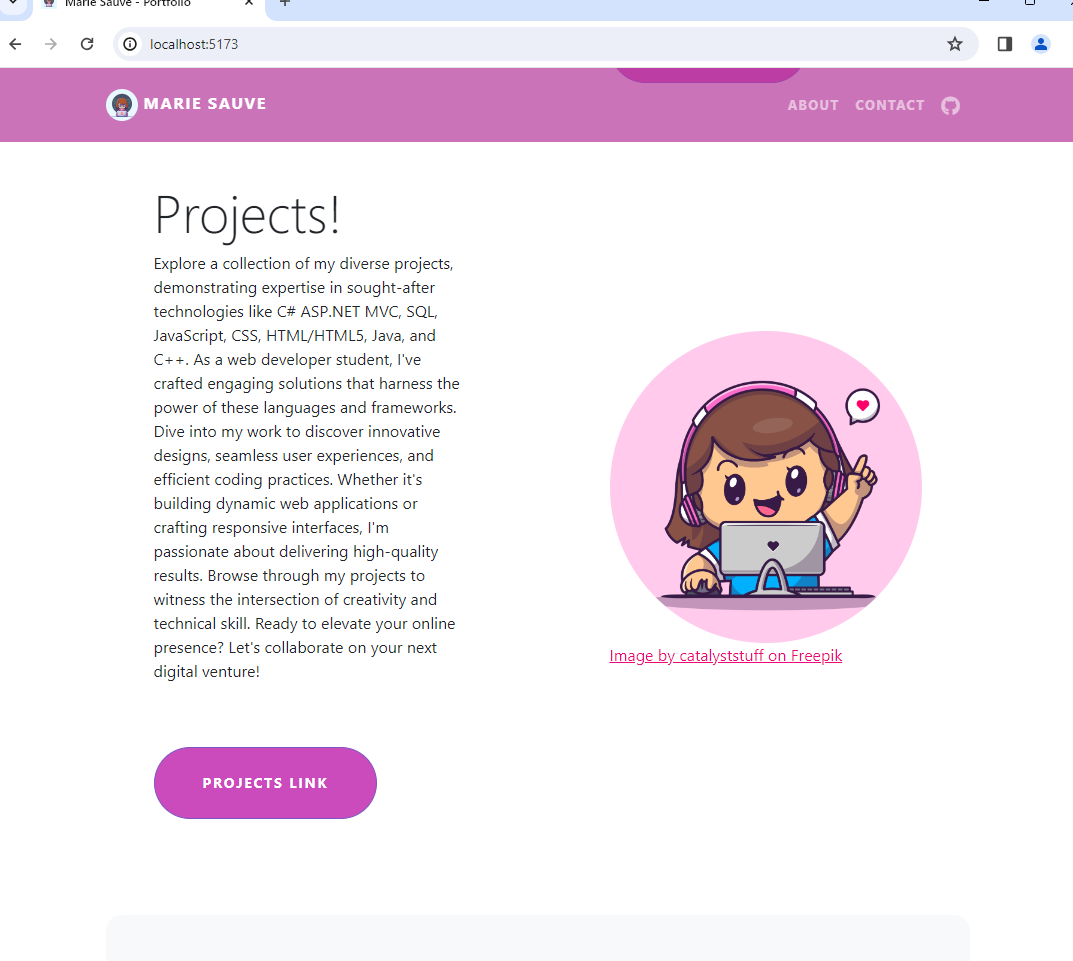 Marie Sauve - Portfolio
localhost:5173
MARIE SAUVE
ABOUT CONTACT
Projects!
Explore a collection of my diverse projects,
demonstrating expertise in sought-after
technologies like C# ASP.NET MVC, SQL,
JavaScript, CSS, HTML/HTML5, Java, and
C++. As a web developer student, I've
crafted engaging solutions that harness the
power of these languages and frameworks.
Dive into my work to discover innovative
designs, seamless user experiences, and
efficient coding practices. Whether it's
building dynamic web applications or
crafting responsive interfaces, I'm
passionate about delivering high-quality
results. Browse through my projects to
witness the intersection of creativity and
technical skill. Ready to elevate your online
presence? Let's collaborate on your next
digital venture!
Image by catalyststuff on Freepik
PROJECTS LINK